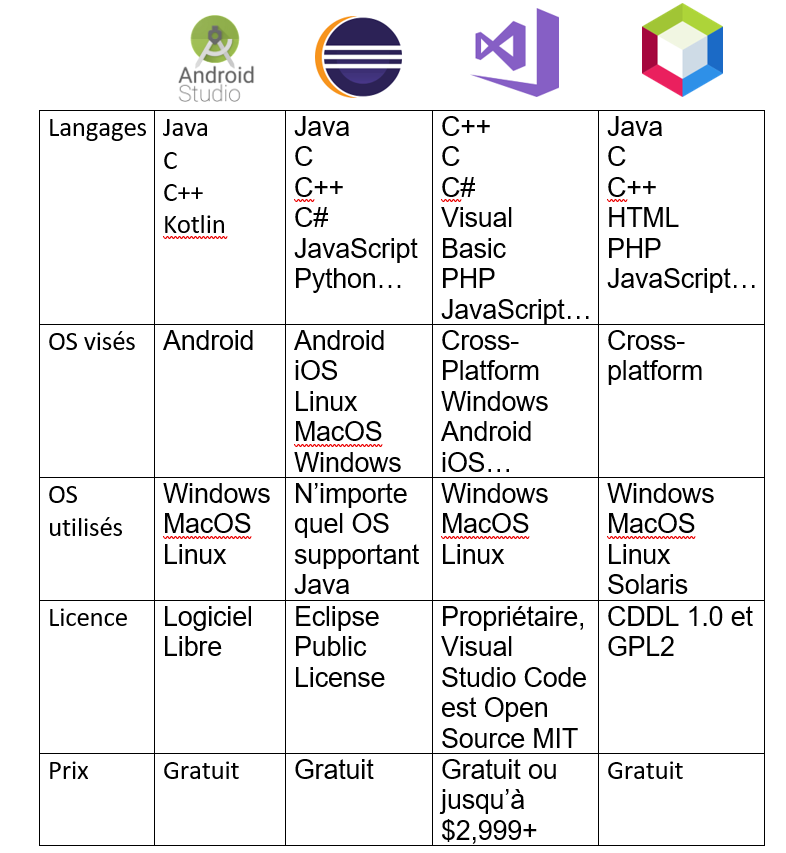 Android
Studio
Langages
Java
C
C++
Kotlin
Java
C
C++
C#
JavaScript
Python…
C++
C
C#
Visual
Basic
PHP
JavaScript…
Java
C
C++
HTML
PHP
JavaScript…
OS visés
Android
Android
iOS
Linux
MacOS
Windows
Cross-
Platform
Windows
Android
iOS…
Cross-
platform
OS
utilisés
Windows
MacOS
Linux
N’importe
quel OS
supportant
Java
Windows
MacOS
Linux
Windows
MacOS
Linux
Solaris
Licence
Logiciel
Libre
Eclipse
Public
License
Propriétaire,
Visual
Studio Code
est Open
Source MIT
CDDL 1.0 et
GPL2
Prix
Gratuit
Gratuit
Gratuit ou
jusqu’à
$2,999+
Gratuit